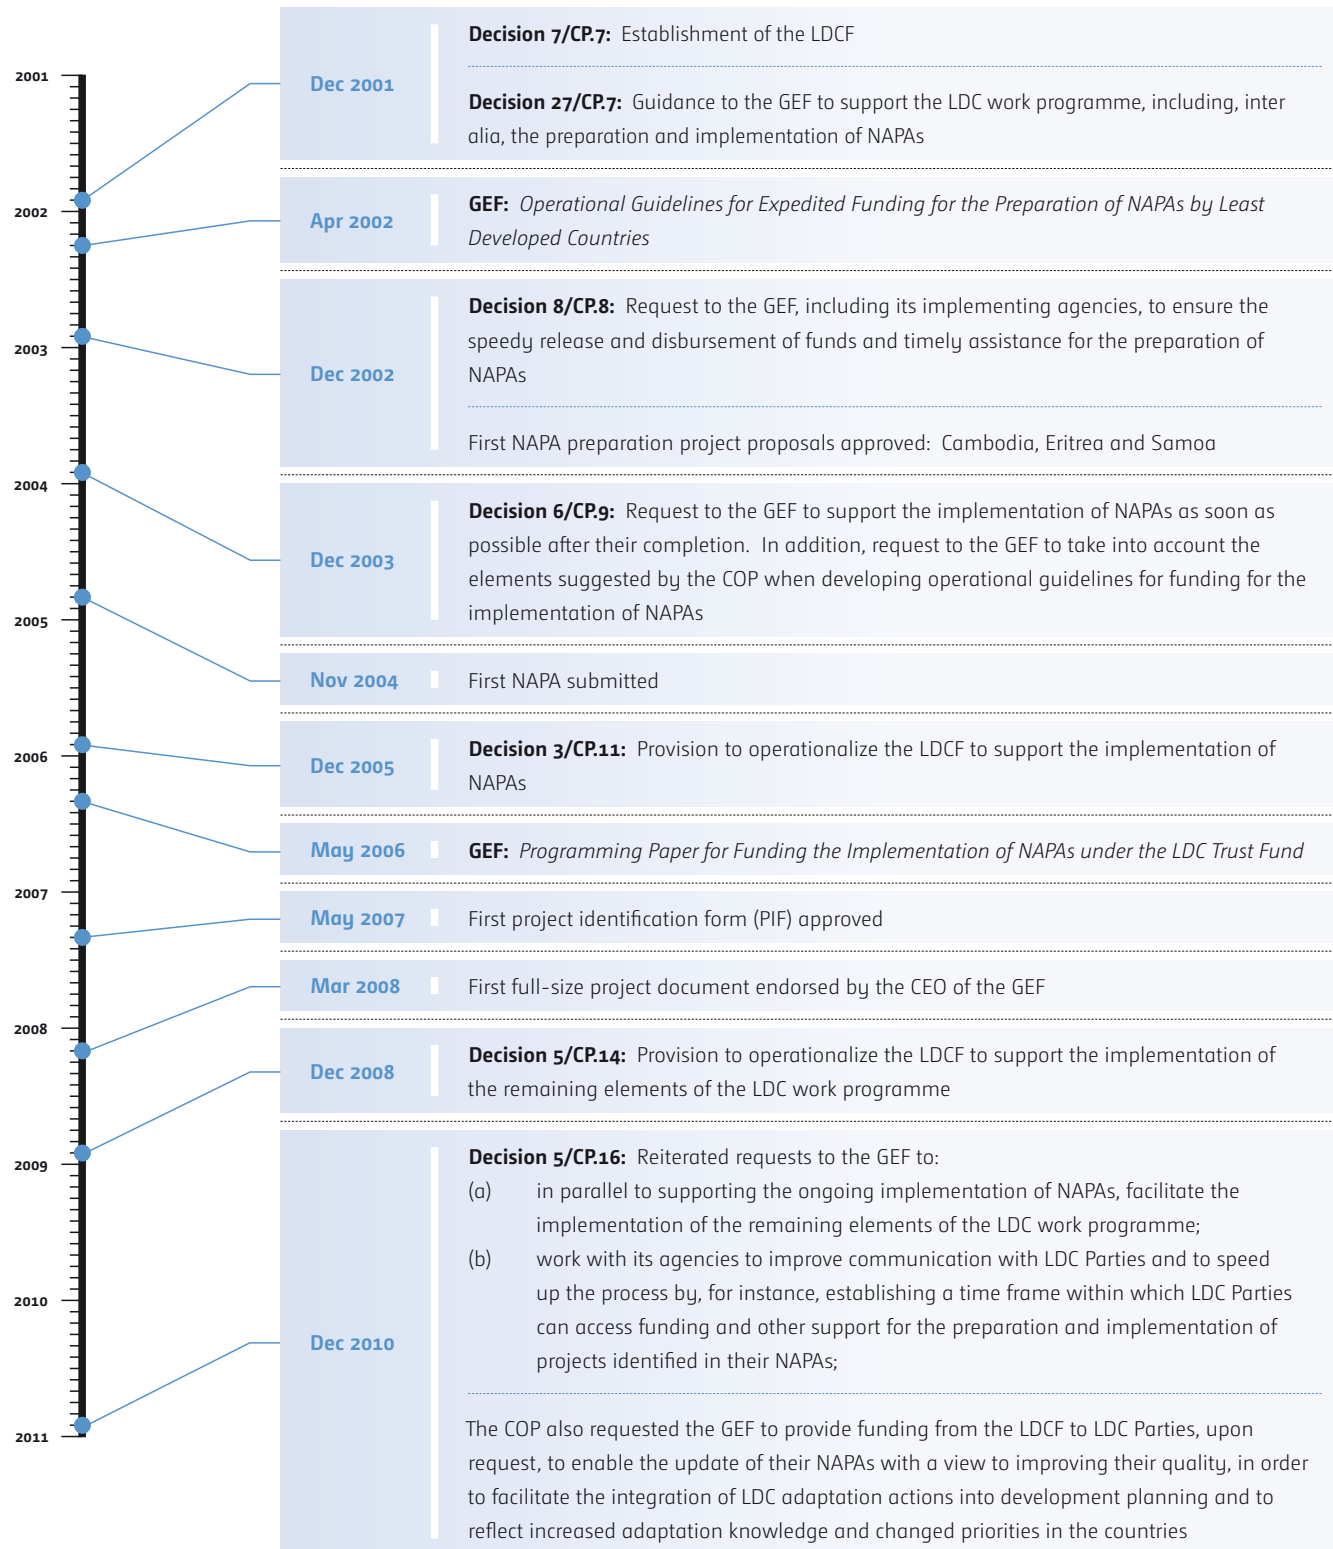 2001
2002
2003
2004
2005
2006
2007
2008
2009
2010
2011
Dec 2001
Decision 7/CP.7: Establishment of the LDCF
Decision 27/CP.7: Guidance to the GEF to support the LDC work programme, including, inter
alia, the preparation and implementation of NAPAs
Apr 2002
GEF: Operational Guidelines for Expedited Funding for the Preparation of NAPAs by Least
Developed Countries
Dec 2002
Decision 8/CP.8: Request to the GEF, including its implementing agencies, to ensure the
speedy release and disbursement of funds and timely assistance for the preparation of
NAPAs
First NAPA preparation project proposals approved: Cambodia, Eritrea and Samoa
Dec 2003
Decision 6/CP.9: Request to the GEF to support the implementation of NAPAs as soon as
possible after their completion. In addition, request to the GEF to take into account the
elements suggested by the COP when developing operational guidelines for funding for the
implementation of NAPAs
Nov 2004
First NAPA submitted
Dec 2005
Decision 3/CP.11: Provision to operationalize the LDCF to support the implementation of
NAPAs
May 2006
GEF: Programming Paper for Funding the Implementation of NAPAs under the LDC Trust Fund
May 2007
First project identification form (PIF) approved
Mar 2008
First full-size project document endorsed by the CEO of the GEF
Dec 2008
Decision 5/CP.14: Provision to operationalize the LDCF to support the implementation of
the remaining elements of the LDC work programme
Dec 2010
Decision 5/CP.16: Reiterated requests to the GEF to:
(a) in parallel to supporting the ongoing implementation of NAPAs, facilitate the
implementation of the remaining elements of the LDC work programme;
(b) work with its agencies to improve communication with LDC Parties and to speed
up the process by, for instance, establishing a time frame within which LDC Parties
can access funding and other support for the preparation and implementation of
projects identified in their NAPAs;
The COP also requested the GEF to provide funding from the LDCF to LDC Parties, upon
request, to enable the update of their NAPAs with a view to improving their quality, in order
to facilitate the integration of LDC adaptation actions into development planning and to
reflect increased adaptation knowledge and changed priorities in the countries